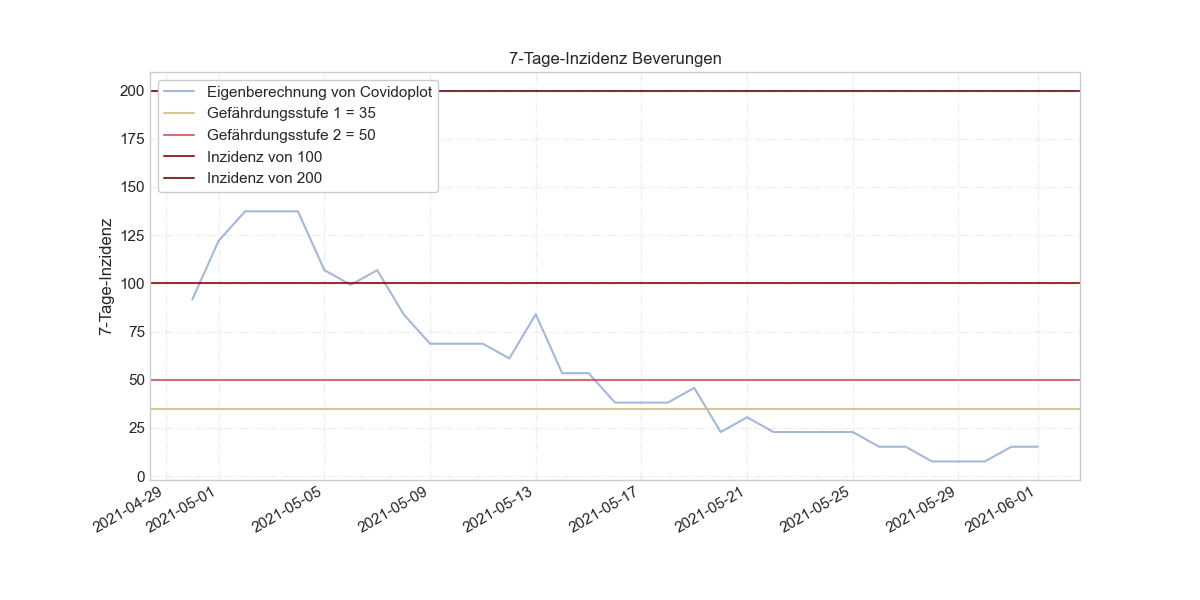 7-Tage-Inzidenz Beverungen
Eigenberechnung von Covidoplot
Gefährdungsstufe 1 = 35
Gefährdungsstufe 2 = 50
Inzidenz von 100
Inzidenz von 200
7-Tage-Inzidenz
200
175
150
125
100
75
50
25
0
2021-04-29
2021-05-01
2021-05-05
2021-05-09
2021-05-13
2021-05-17
2021-05-21
2021-05-25
2021-05-29
2021-06-01